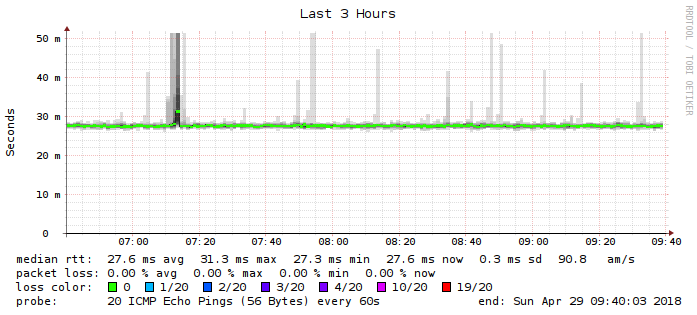 Last 3 Hours
RRDTOOL / TOBI OETIKER
Seconds
50 m
40 m
30 m
20 m
10 m
0
07:00 07:20 07:40 08:00 08:20 08:40 09:00 09:20 09:40
median rtt: 27.6 ms avg 31.3 ms max 27.3 ms min 27.6 ms now 0.3 ms sd 90.8 am/s
packet loss: 0.00 % avg 0.00 % max 0.00 % min 0.00 % now
loss color: 0 1/20 2/20 3/20 4/20 10/20 19/20
probe: 20 ICMP Echo Pings (56 Bytes) every 60s end: Sun Apr 29 09:40:03 2018